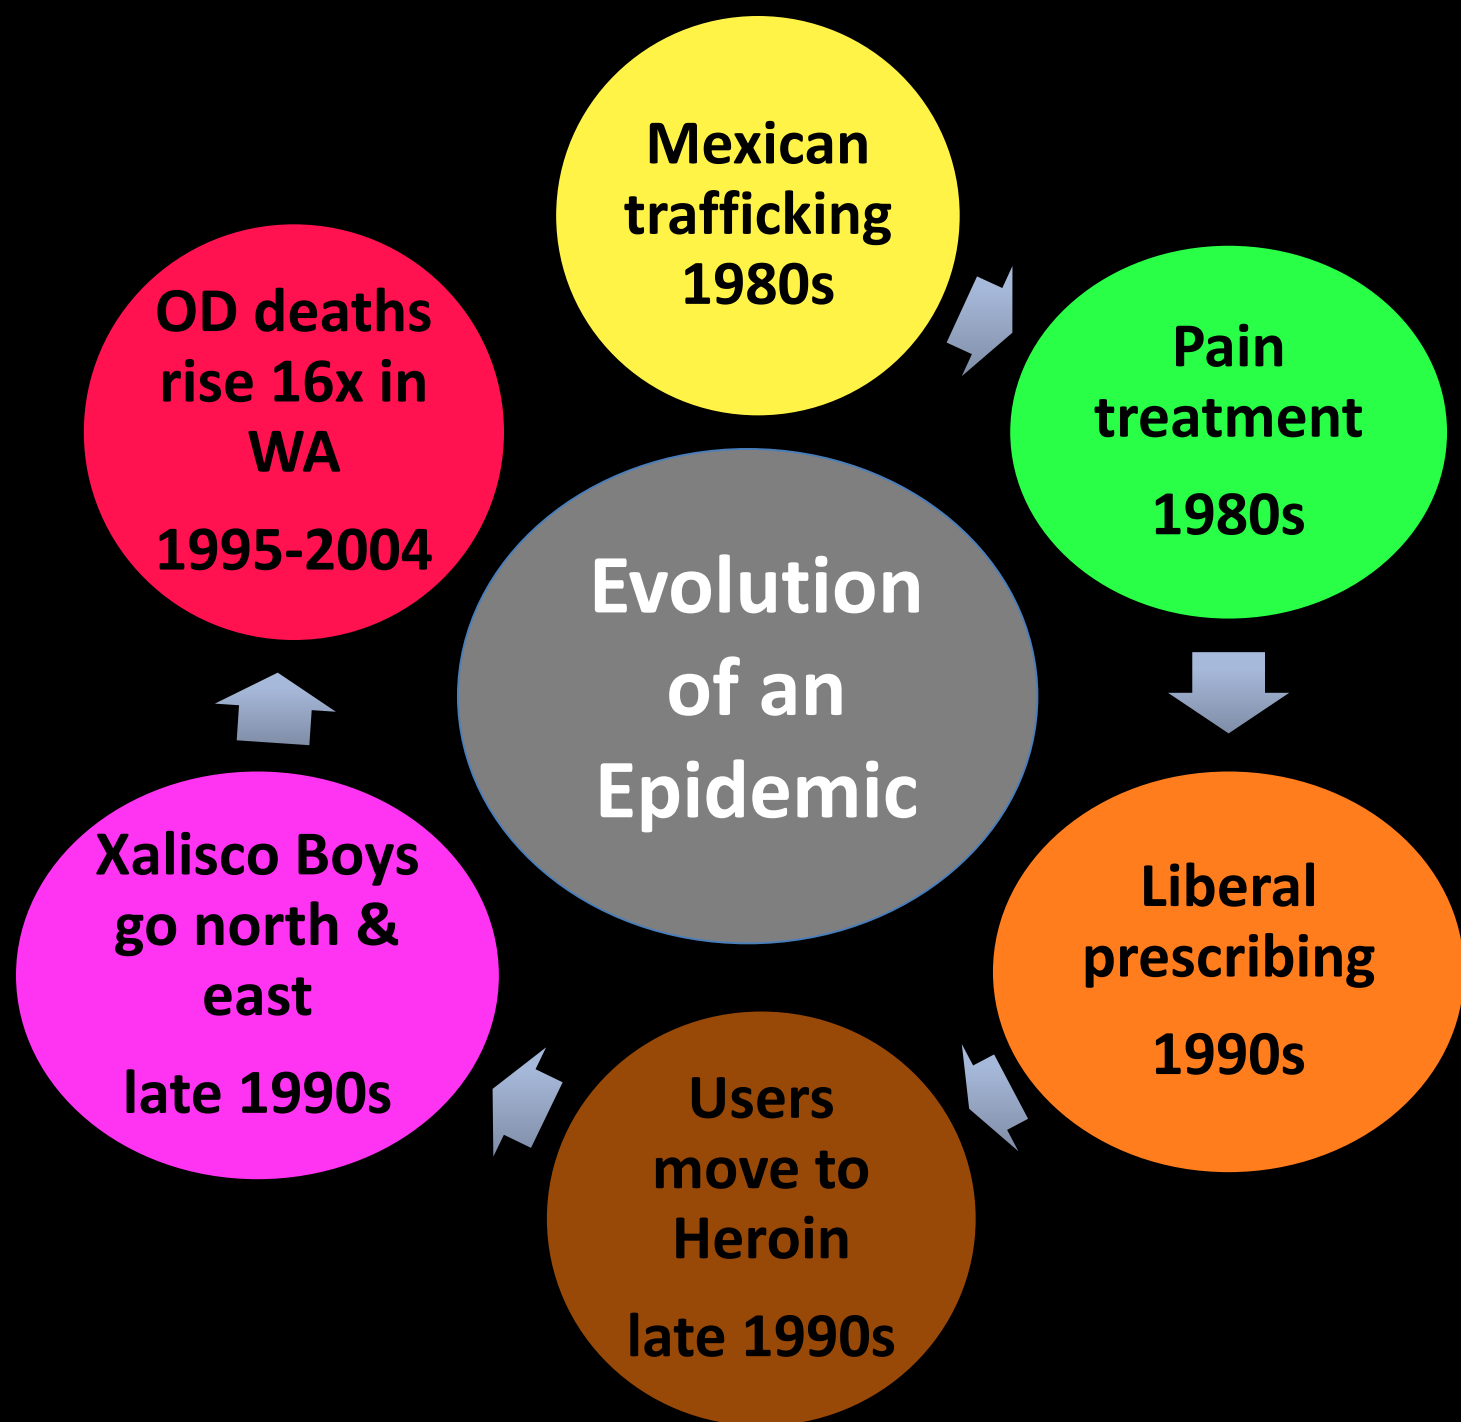 Mexican
trafficking
1980s
Pain
treatment
1980s
Liberal
prescribing
1990s
Users
move to
Heroin
late 1990s
Xalisco Boys
go north &
east
late 1990s
OD deaths
rise 16x in
WA
1995-2004
Evolution
of an
Epidemic